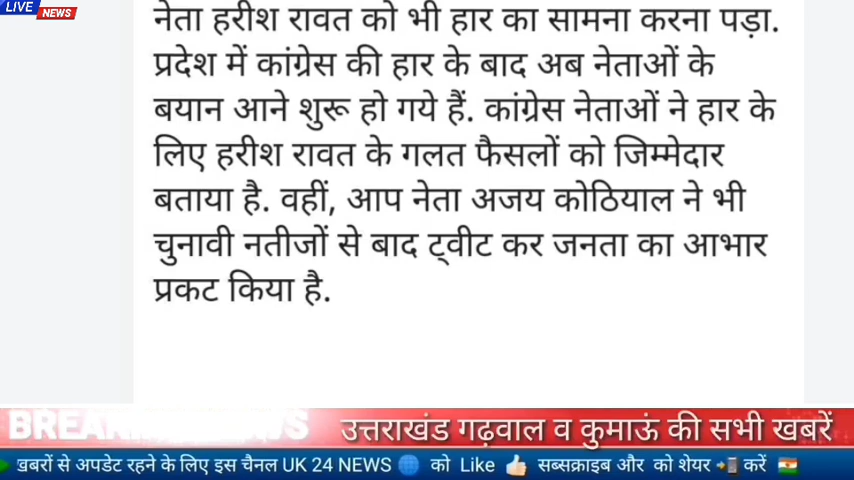 LIVE
NEWS
नेता हरीश रावत को भी हार का सामना करना पड़ा.
प्रदेश में कांग्रेस की हार के बाद अब नेताओं के
बयान आने शुरू हो गये हैं. कांग्रेस नेताओं ने हार के
लिए हरीश रावत के गलत फैसलों को जिम्मेदार
बताया है. वहीं, आप नेता अजय कोठियाल ने भी
चुनावी नतीजों से बाद ट्वीट कर जनता का आभार
प्रकट किया है.
BREAKING NEWS उत्तराखंड गढ़वाल व कुमाऊं की सभी खबरें
ख़बरों से अपडेट रहने के लिए इस चैनल UK 24 NEWS 🌐 को Like 👍🏻 सब्सक्राइब और को शेयर 📲 करें 🇮🇳